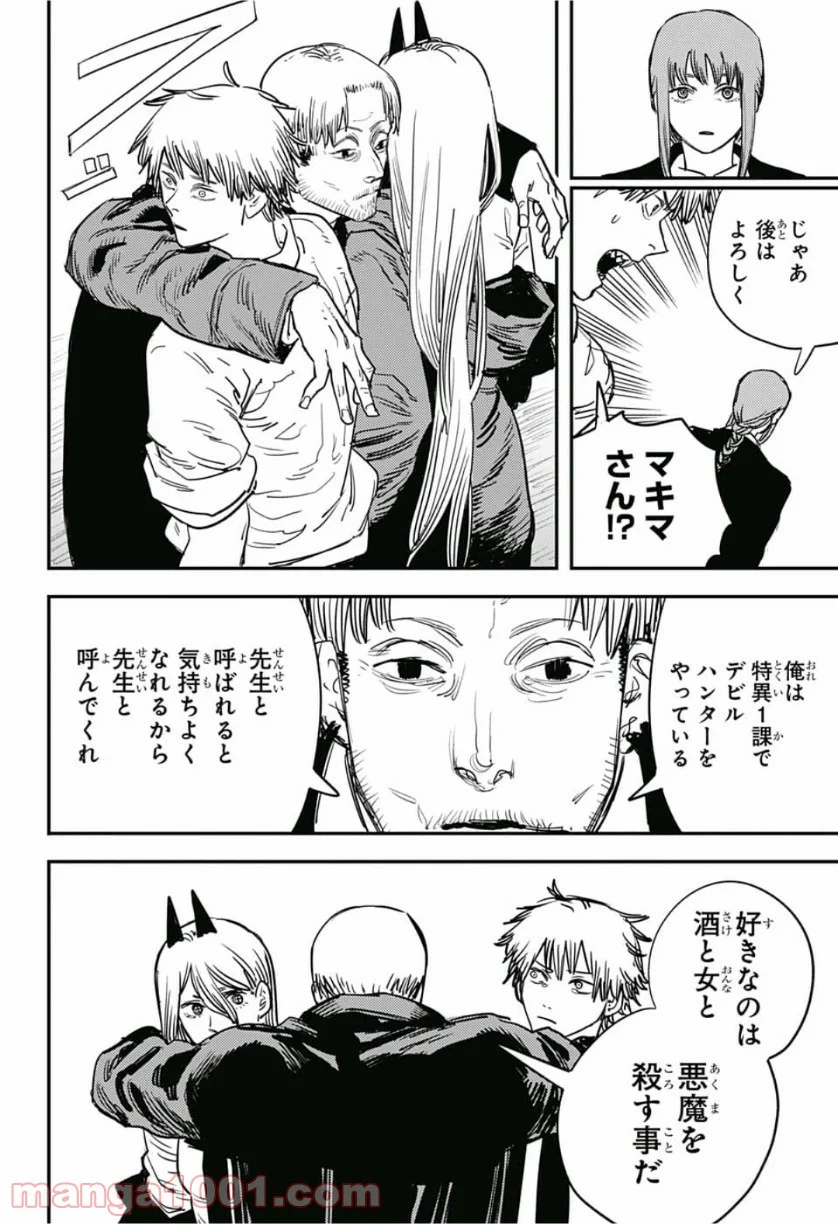 じゃあ
後は
よろしく
マキマ
さん!?
ズ
俺は
特異1課で
デビル
ハンターを
やっている
先生と
呼ばれると
気持ちよく
なれるから
先生と
呼んでくれ
好きなのは
酒と女と
悪魔を
殺す事だ
manga1001.com